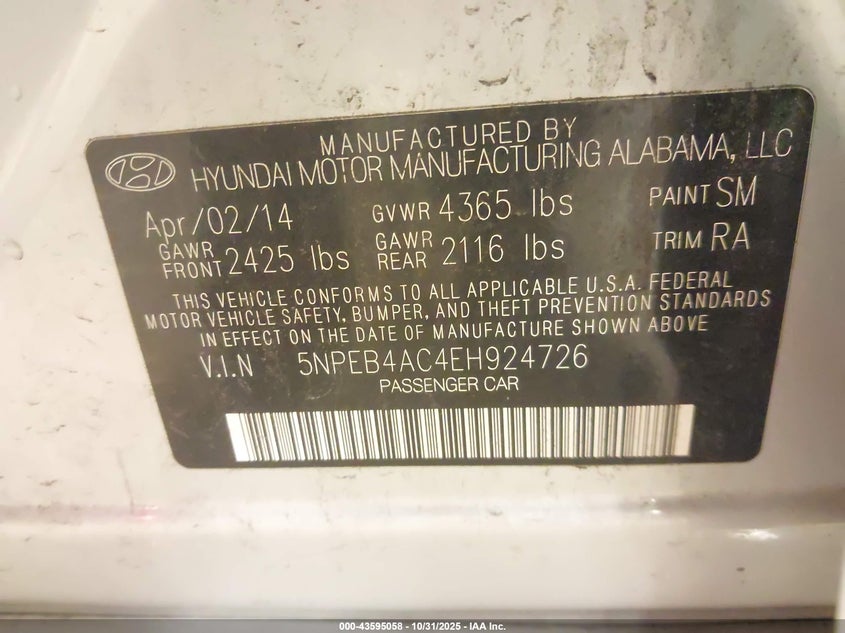 MANUFACTURED BY
HYUNDAI MOTOR MANUFACTURING ALABAMA, LLC
Apr/02/14 GVWR 4365 lbs PAINT SM
GAWR FRONT 2425 lbs GAWR REAR 2116 lbs TRIM RA
THIS VEHICLE CONFORMS TO ALL APPLICABLE U.S.A. FEDERAL
MOTOR VEHICLE SAFETY, BUMPER, AND THEFT PREVENTION STANDARDS
IN EFFECT ON THE DATE OF MANUFACTURE SHOWN ABOVE
V.I.N 5NPEB4AC4EH924726
PASSENGER CAR
000-43595058 - 10/31/2025 - IAA Inc.